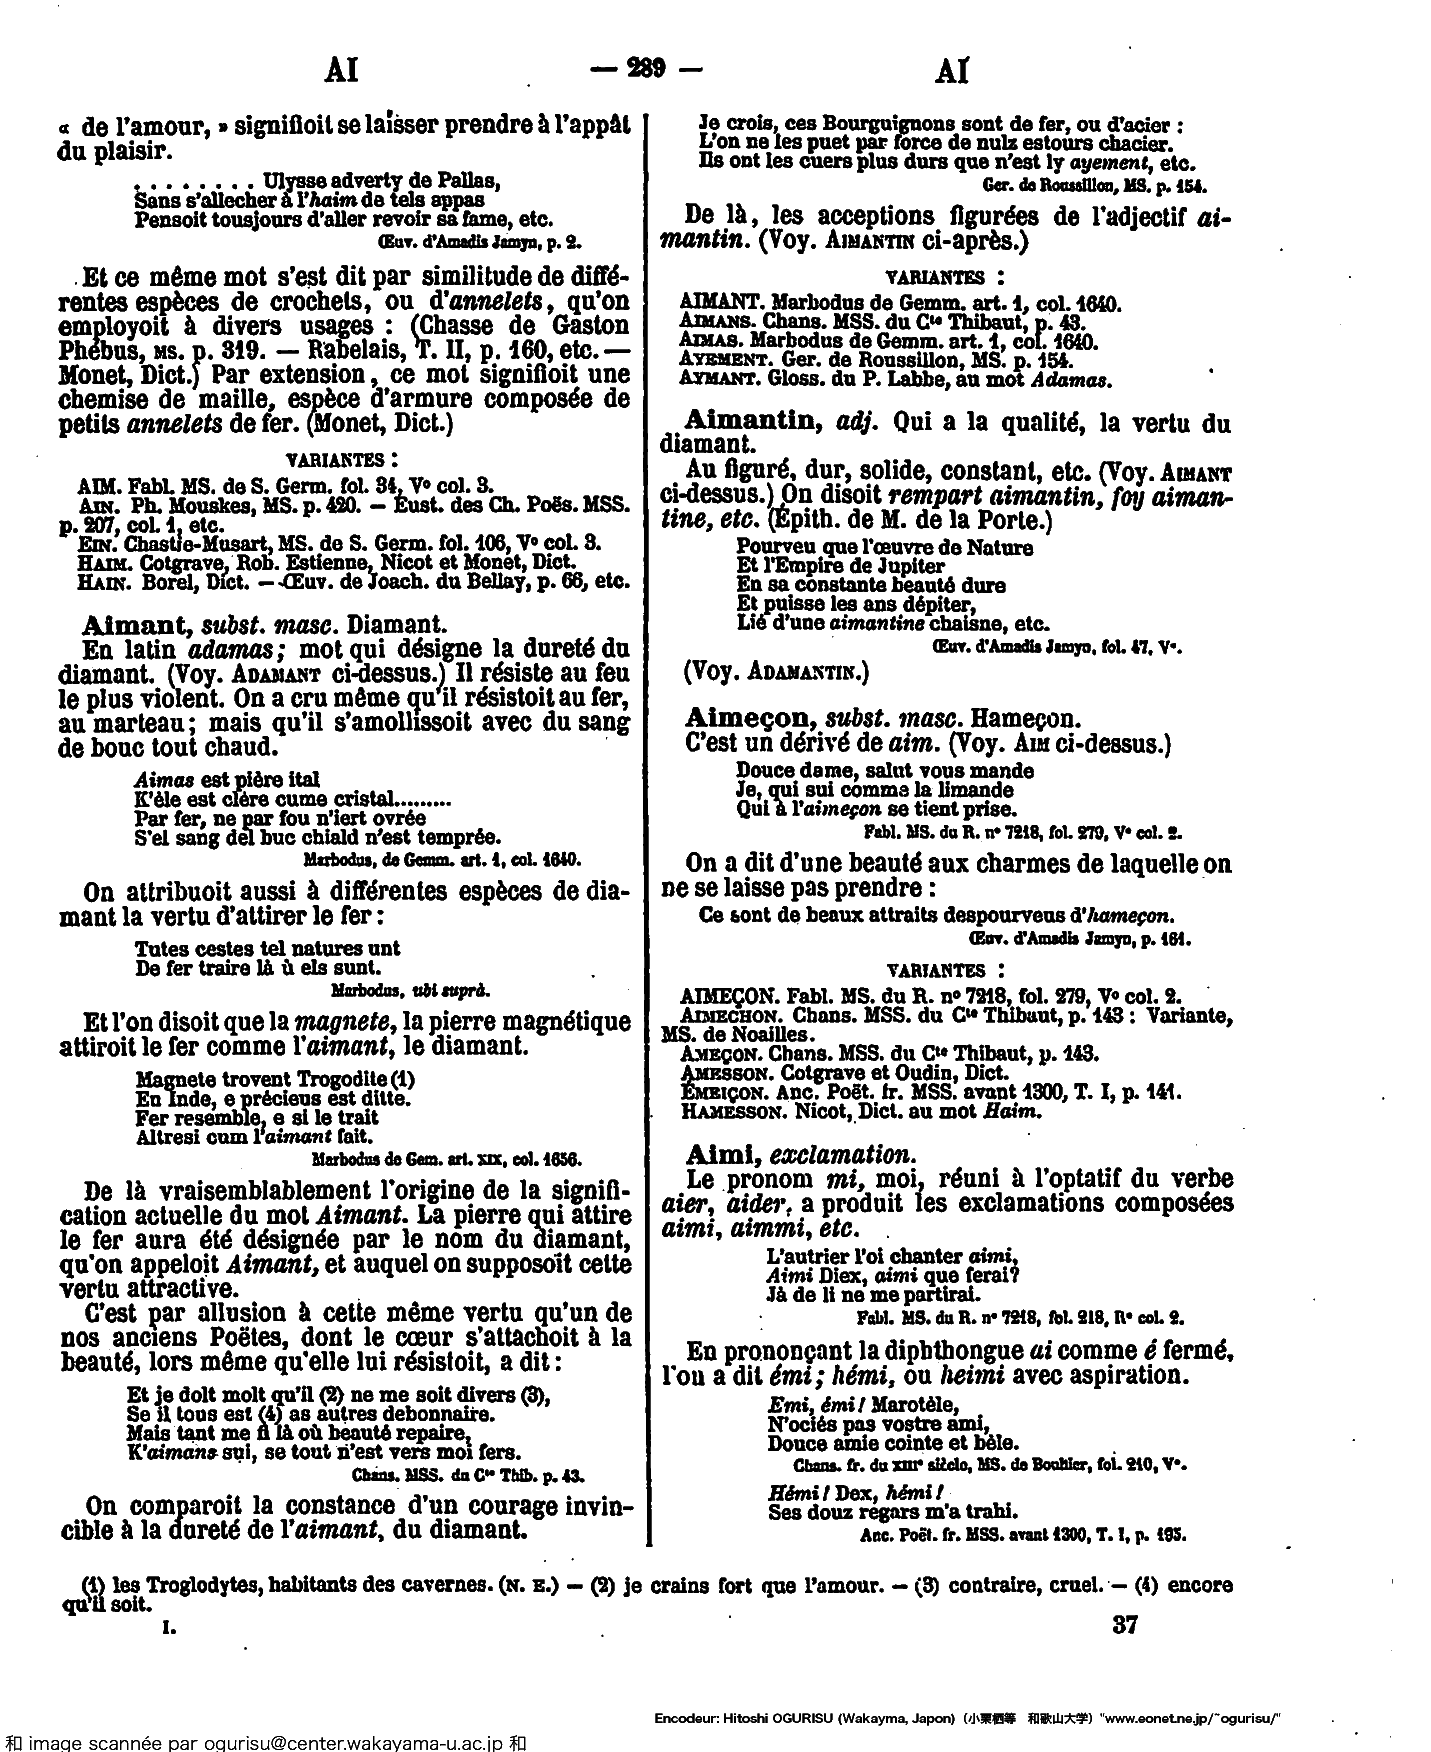 AI
— 289 —
AI
« de l'amour, » signifioit se laisser prendre à l'appât
du plaisir.
. . . . . . . . Ulysse adverty de Pallas,
Sans s'allecher à l'haim de tels appas
Pensoit tousjours d'aller revoir sa fame, etc.
Œuv. d'Amadis Jamyn, p. 2.
Et ce même mot s'est dit par similitude de diffé-
rentes espèces de crochets, ou d'annelets, qu'on
employoit à divers usages : (Chasse de Gaston
Phébus, MS. p. 319. — Rabelais, T. II, p. 160, etc. —
Monet, Dict.) Par extension, ce mot signifioit une
chemise de maille, espèce d'armure composée de
petits annelets de fer. (Monet, Dict.)
VARIANTES :
AIM. Fabl. MS. de S. Germ. fol. 34, Vº col. 3.
AIN. Ph. Mouskes, MS. p. 420. — Eust. des Ch. Poës. MSS.
p. 207, col. 1, etc.
EIN. Chastie-Musart, MS. de S. Germ. fol. 106, Vº col. 3.
HAIM. Cotgrave, Rob. Estienne, Nicot et Monet, Dict.
HAIN. Borel, Dict. — Œuv. de Joach. du Bellay, p. 66, etc.
Aimant, subst. masc. Diamant.
En latin adamas; mot qui désigne la dureté du
diamant. (Voy. ADAMANT ci-dessus.) Il résiste au feu
le plus violent. On a cru même qu'il résistoit au fer,
au marteau; mais qu'il s'amollissoit avec du sang
de bouc tout chaud.
Aimas est pière ital
K'éle est clère cume cristal.........
Par fer, ne par fou n'iert ovrée
S'el sang del buc chiald n'est temprée.
Marbodus, de Gemm. art. 1, col. 1640.
On attribuoit aussi à différentes espèces de dia-
mant la vertu d'attirer le fer :
Tutes cestes tel natures unt
De fer traire là ù els sunt.
Marbodus, ubi suprà.
Et l'on disoit que la magnete, la pierre magnétique
attiroit le fer comme l'aimant, le diamant.
Magnete trovent Trogodite (1)
En Inde, e précieus est ditte.
Fer resemble, e si le trait
Altresi cum l'aimant fait.
Marbodus de Gem. art. XIX, col. 1656.
De là vraisemblablement l'origine de la signifi-
cation actuelle du mot Aimant. La pierre qui attire
le fer aura été désignée par le nom du diamant,
qu'on appeloit Aimant, et auquel on supposoit cette
vertu attractive.
C'est par allusion à cette même vertu qu'un de
nos anciens Poëtes, dont le cœur s'attachoit à la
beauté, lors même qu'elle lui résistoit, a dit :
Et je dolt molt qu'il (2) ne me soit divers (3),
Se il tous est (4) as autres debonnaire.
Mais tant me fi là où beauté repaire,
K'aimans sui, se tout n'est vers moi fers.
Chans. MSS. du Cte Thib. p. 43.
On comparoit la constance d'un courage invin-
cible à la dureté de l'aimant, du diamant.
Je crois, ces Bourguignons sont de fer, ou d'acier :
L'on ne les puet par force de nulz estours chacier.
Ils ont les cuers plus durs que n'est ly ayement, etc.
Ger. de Roussillon, MS. p. 154.
De là, les acceptions figurées de l'adjectif ai-
mantin. (Voy. AIMANTIN ci-après.)
VARIANTES :
AIMANT. Marbodus de Gemm. art. 1, col. 1640.
AIMANS. Chans. MSS. du Cte Thibaut, p. 43.
AIMAS. Marbodus de Gemm. art. 1, col. 1640.
AYEMENT. Ger. de Roussillon, MS. p. 154.
AYMANT. Gloss. du P. Labbe, au mot Adamas.
Aimantin, adj. Qui a la qualité, la vertu du
diamant.
Au figuré, dur, solide, constant, etc. (Voy. AIMANT
ci-dessus.) On disoit rempart aimantin, foy aiman-
tine, etc. (Epith. de M. de la Porte.)
Pourveu que l'œuvre de Nature
Et l'Empire de Jupiter
En sa constante beauté dure
Et puisse les ans dépiter,
Lié d'une aimantine chaisne, etc.
Œuv. d'Amadis Jamyn, fol. 47, Vº.
(Voy. ADAMANTIN.)
Aimeçon, subst. masc. Hameçon.
C'est un dérivé de aim. (Voy. AIM ci-dessus.)
Douce dame, salut vous mande
Je, qui sui comme la limande
Qui à l'aimeçon se tient prise.
Fabl. MS. du R. nº 7218, fol. 279, Vº col. 2.
On a dit d'une beauté aux charmes de laquelle on
ne se laisse pas prendre :
Ce sont de beaux attraits despourveus d'hameçon.
Œuv. d'Amadis Jamyn, p. 161.
VARIANTES :
AIMEÇON. Fabl. MS. du R. nº 7218, fol. 279, Vº col. 2.
AIMECHON. Chans. MSS. du Cte Thibaut, p. 143 : Variante,
MS. de Noailles.
AMEÇON. Chans. MSS. du Cte Thibaut, p. 143.
AMESSON. Cotgrave et Oudin, Dict.
EMEIÇON. Anc. Poët. fr. MSS. avant 1300, T. I, p. 141.
HAMESSON. Nicot, Dict. au mot Haim.
Aimi, exclamation.
Le pronom mi, moi, réuni à l'optatif du verbe
aier, aider, a produit les exclamations composées
aimi, aimmi, etc.
L'autrier l'oi chanter aimi,
Aimi Diex, aimi que ferai?
Jà de li ne me partirai.
Fabl. MS. du R. nº 7218, fol. 218, Rº col. 2.
En prononçant la diphthongue ai comme é fermé,
l'on a dit émi; hémi, ou heimi avec aspiration.
Emi, émi! Marotèle,
N'ociés pas vostre ami,
Douce amie cointe et bèle.
Chans. fr. du XIIIe siècle, MS. de Bouhier, fol. 210, Vº.
Hémi! Dex, hémi!
Ses douz regars m'a trahi.
Anc. Poët. fr. MSS. avant 1300, T. I, p. 195.
(1) les Troglodytes, habitants des cavernes. (N. E.) — (2) je crains fort que l'amour. — (3) contraire, cruel. — (4) encore
qu'il soit.
I.
37
Encodeur: Hitoshi OGURISU (Wakayma, Japon) (小栗栖等 和歌山大学) "www.eonet.ne.jp/~ogurisu/"
和 image scannée par ogurisu@center.wakayama-u.ac.jp 和